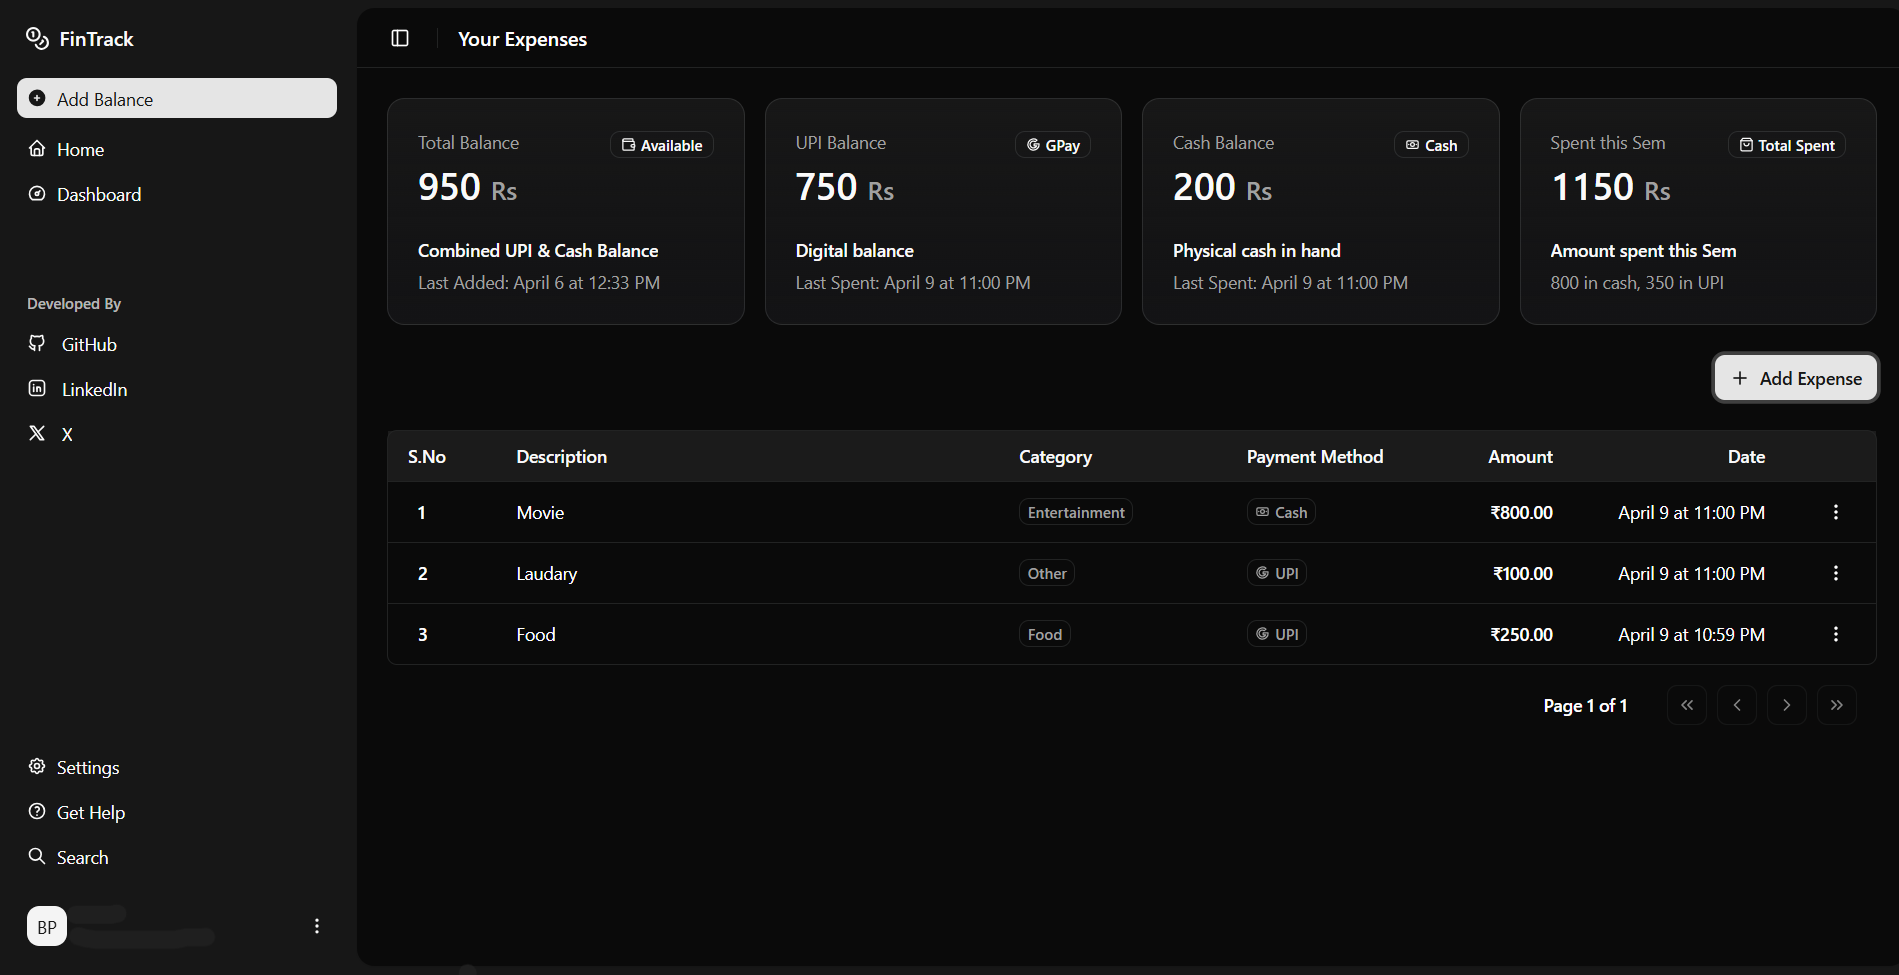 FinTrack
Add Balance
Home
Dashboard
Developed By
GitHub
LinkedIn
X
Settings
Get Help
Search
BP
Your Expenses
Total Balance
Available
950 Rs
Combined UPI & Cash Balance
Last Added: April 6 at 12:33 PM
UPI Balance
GPay
750 Rs
Digital balance
Last Spent: April 9 at 11:00 PM
Cash Balance
Cash
200 Rs
Physical cash in hand
Last Spent: April 9 at 11:00 PM
Spent this Sem
Total Spent
1150 Rs
Amount spent this Sem
800 in cash, 350 in UPI
Add Expense
S.No Description Category Payment Method Amount Date
1 Movie Entertainment Cash ₹800.00 April 9 at 11:00 PM
2 Laudary Other UPI ₹100.00 April 9 at 11:00 PM
3 Food Food UPI ₹250.00 April 9 at 10:59 PM
Page 1 of 1